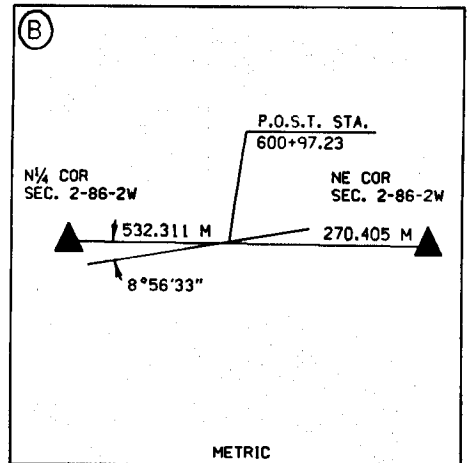 B
P.O.S.T. STA.
600+97.23
N¼ COR
SEC. 2-86-2W
NE COR
SEC. 2-86-2W
532.311 M
270.405 M
8°56'33"
METRIC